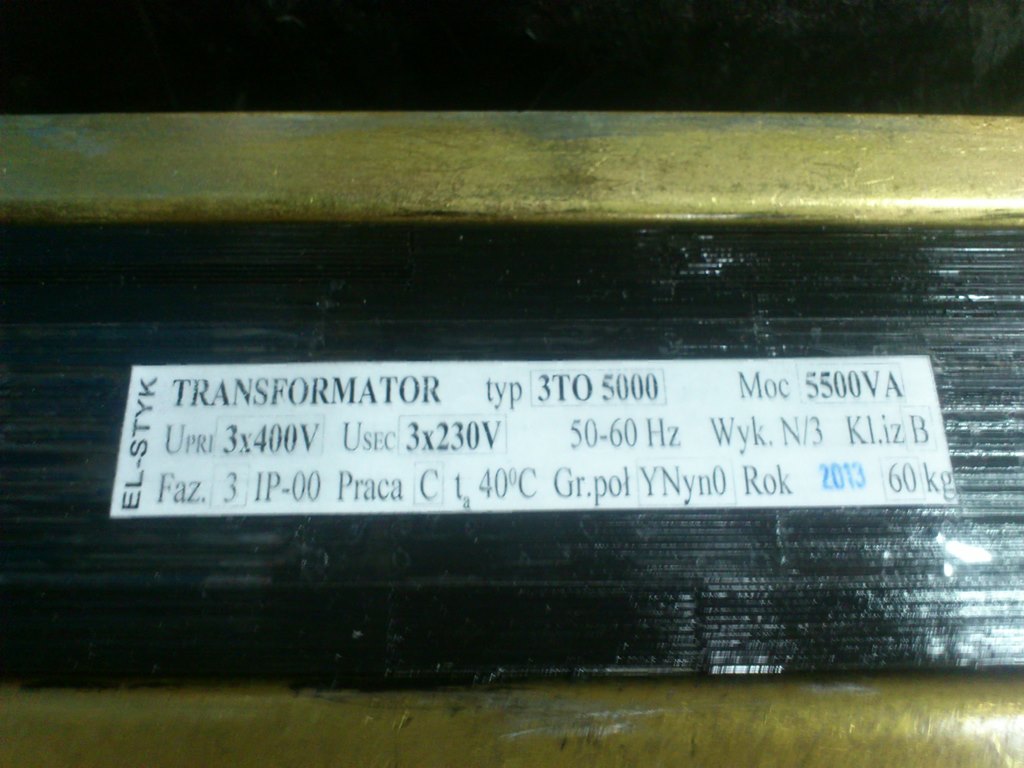 EL-STYK
TRANSFORMATOR typ 3TO 5000 Moc 5500VA
UPRI 3x400V USEC 3x230V 50-60 Hz Wyk. N/3 Kl.iz B
Faz. 3 IP-00 Praca C ta 40⁰C Gr.poł YNyn0 Rok 2013 60 kg